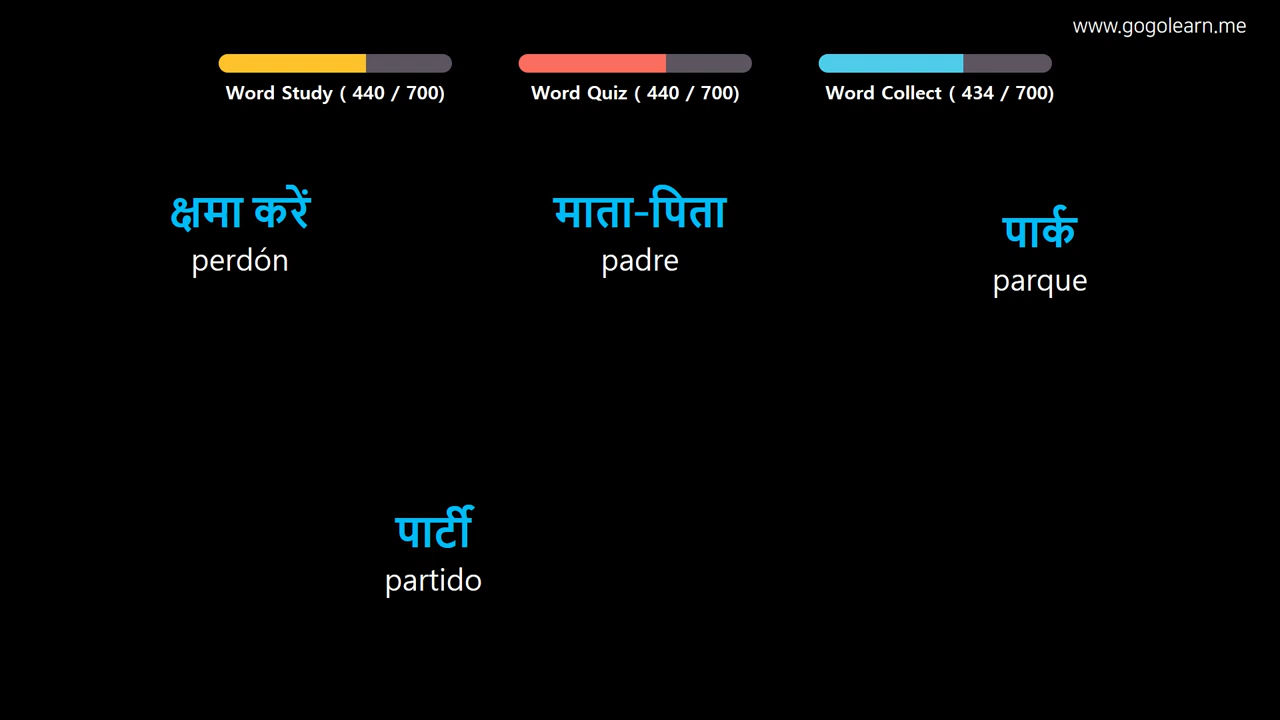 www.gogolearn.me
Word Study ( 440 / 700)
Word Quiz ( 440 / 700)
Word Collect ( 434 / 700)
क्षमा करें
perdón
माता-पिता
padre
पार्क
parque
पार्टी
partido